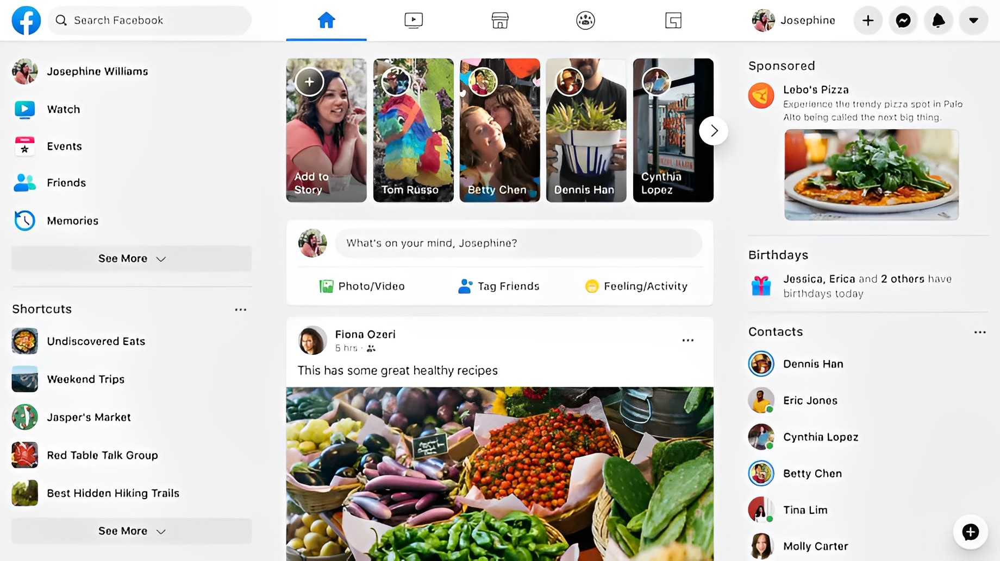 Search Facebook
Josephine
Josephine Williams
Watch
Events
Friends
Memories
See More
Shortcuts
Undiscovered Eats
Weekend Trips
Jasper's Market
Red Table Talk Group
Best Hidden Hiking Trails
See More
Add to
Story
Tom Russo
Betty Chen
Dennis Han
Cynthia
Lopez
What's on your mind, Josephine?
Photo/Video
Tag Friends
Feeling/Activity
Fiona Ozeri
5 hrs ·
This has some great healthy recipes
Sponsored
Lebo's Pizza
Experience the trendy pizza spot in Palo
Alto being called the next big thing.
Birthdays
Jessica, Erica and 2 others have
birthdays today
Contacts
Dennis Han
Eric Jones
Cynthia Lopez
Betty Chen
Tina Lim
Molly Carter